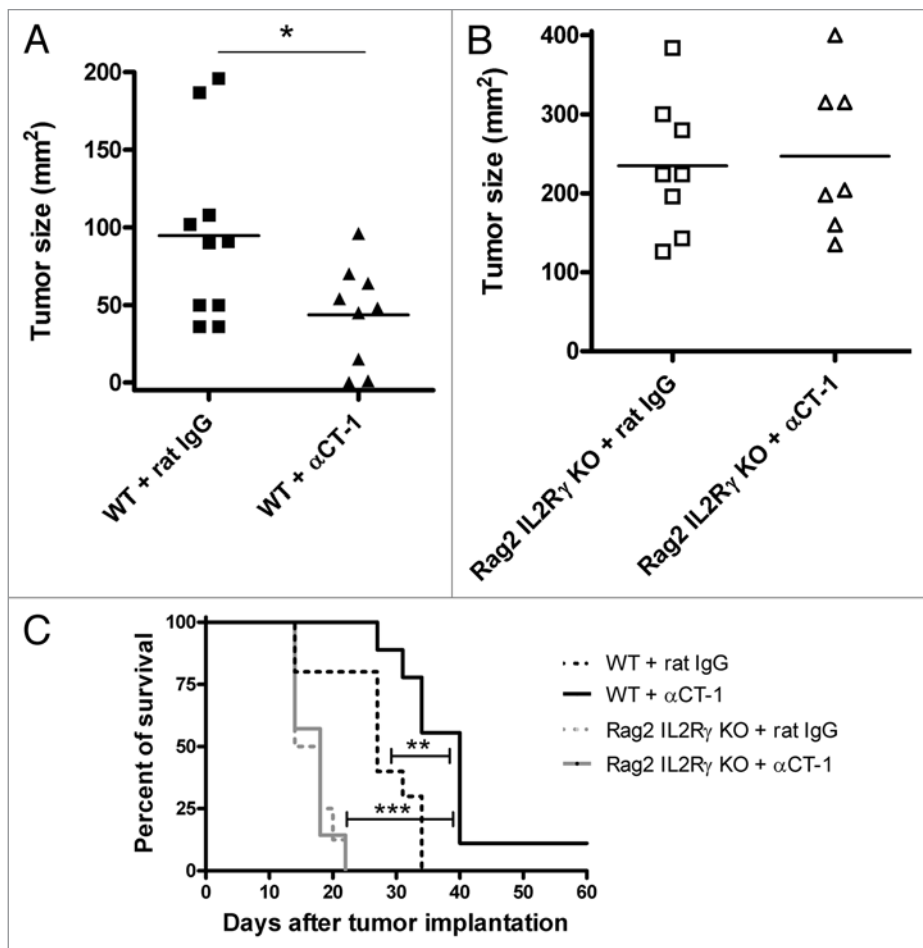 A
*
Tumor size (mm²)
200
150
100
50
0
WT + rat IgG
WT + αCT-1
B
Tumor size (mm²)
400
300
200
100
0
Rag2 IL2Rγ KO + rat IgG
Rag2 IL2Rγ KO + αCT-1
C
Percent of survival
100
75
50
25
0
**
***
0 10 20 30 40 50 60
Days after tumor implantation
WT + rat IgG
WT + αCT-1
Rag2 IL2Rγ KO + rat IgG
Rag2 IL2Rγ KO + αCT-1